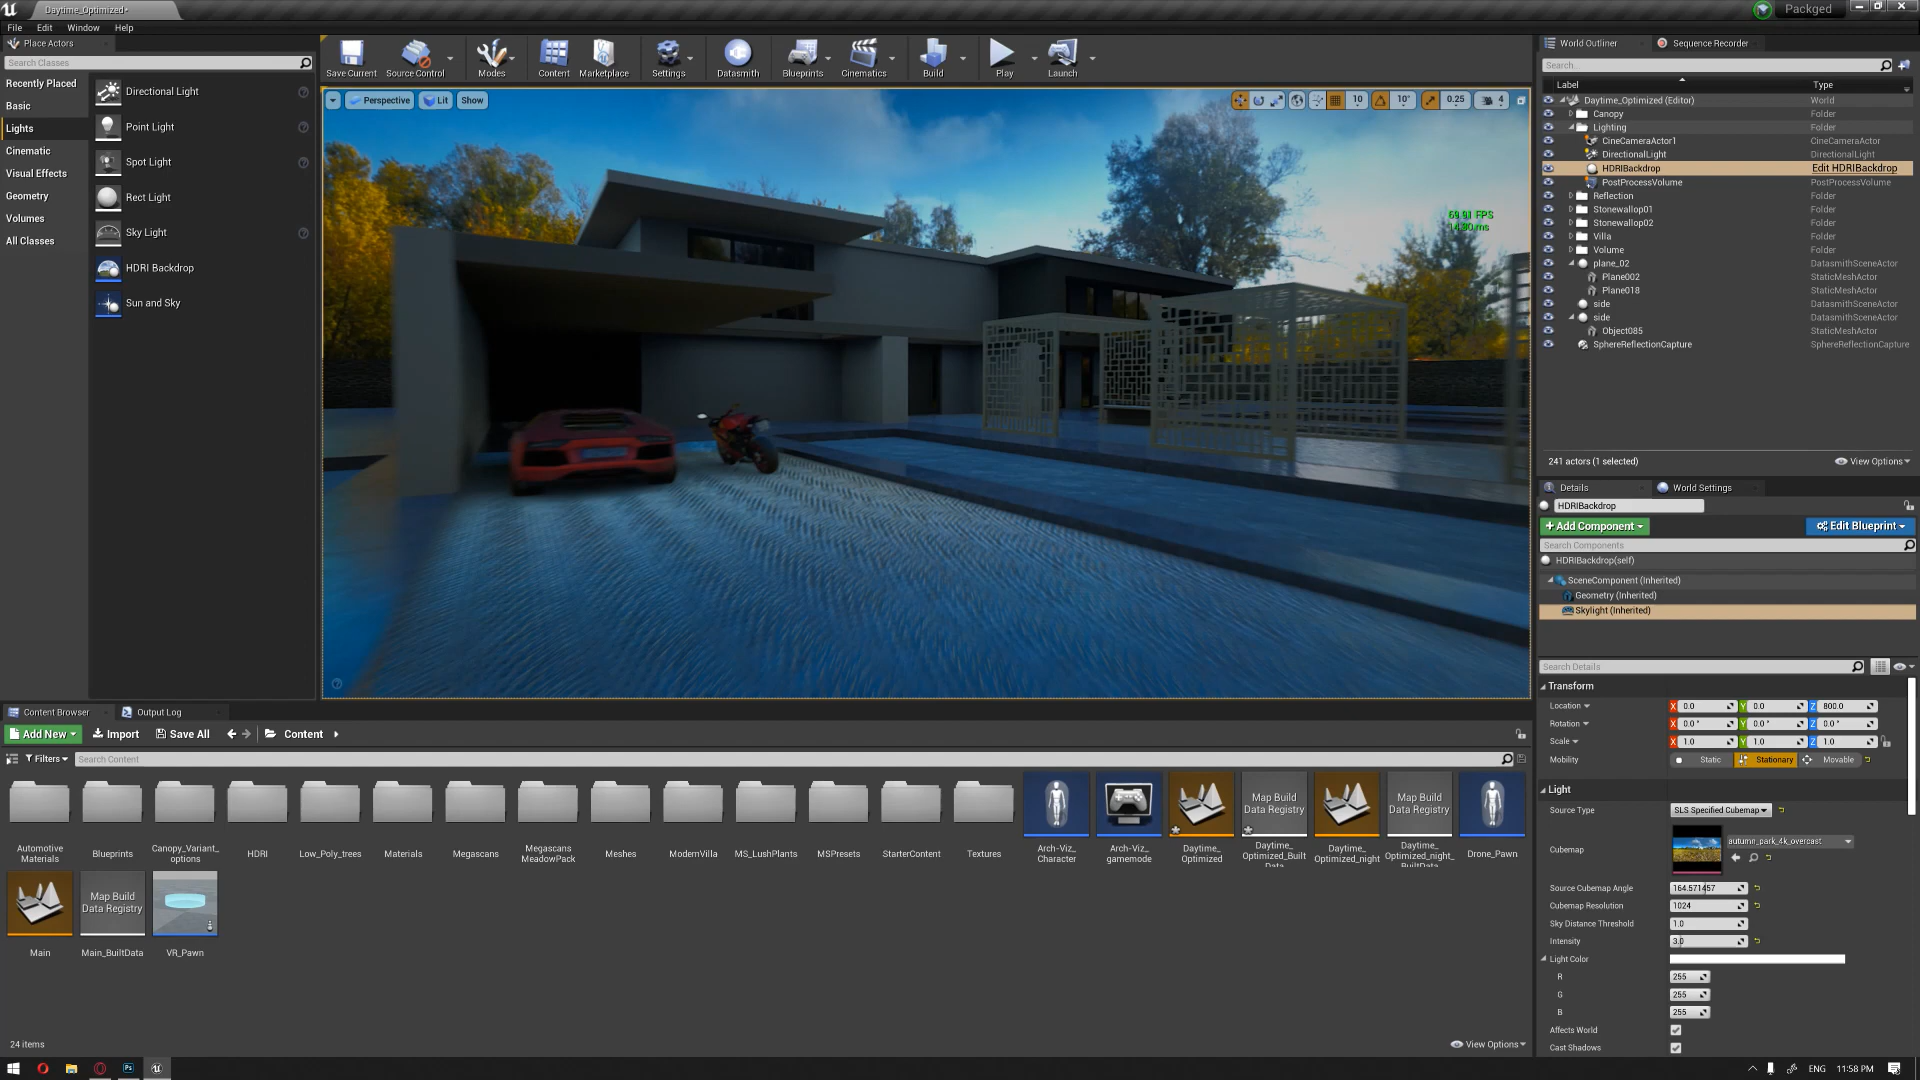 Daytime_Optimized•
Packged
File Edit Window Help
Place Actors
Search Classes
Recently Placed
Basic
Lights
Cinematic
Visual Effects
Geometry
Volumes
All Classes
Directional Light
Point Light
Spot Light
Rect Light
Sky Light
HDRI Backdrop
Sun and Sky
Save Current Source Control Modes Content Marketplace Settings Datasmith Blueprints Cinematics Build Play Launch
Perspective Lit Show
10 10° 0.25 4
69.91 FPS
World Outliner Sequence Recorder
Search...
Label Type
Daytime_Optimized (Editor) World
Canopy Folder
Lighting Folder
CineCameraActor1 CineCameraActor
DirectionalLight DirectionalLight
HDRIBackdrop Edit HDRIBackdrop
PostProcessVolume PostProcessVolume
Reflection Folder
Stonewallop01 Folder
Stonewallop02 Folder
Villa Folder
Volume Folder
plane_02 DatasmithSceneActor
Plane002 StaticMeshActor
Plane018 StaticMeshActor
side DatasmithSceneActor
side DatasmithSceneActor
Object085 StaticMeshActor
SphereReflectionCapture SphereReflectionCapture
241 actors (1 selected) View Options
Details World Settings
HDRIBackdrop
Add Component Edit Blueprint
Search Components
HDRIBackdrop(self)
SceneComponent (Inherited)
Geometry (Inherited)
Skylight (Inherited)
Search Details
Transform
Location X 0.0 Y 0.0 Z 800.0
Rotation X 0.0° Y 0.0° Z 0.0°
Scale X 1.0 Y 1.0 Z 1.0
Mobility Static Stationary Movable
Light
Source Type SLS Specified Cubemap
Cubemap autumn_park_4k_overcast
Source Cubemap Angle 164.571457
Cubemap Resolution 1024
Sky Distance Threshold 1.0
Intensity 3.0
Light Color
R 255
G 255
B 255
Affects World
Cast Shadows
Content Browser Output Log
Add New Import Save All Content
Filters Search Content
Automotive
Materials
Blueprints
Canopy_Variant_
options
HDRI
Low_Poly_trees
Materials
Megascans
Megascans
MeadowPack
Meshes
ModernVilla
MS_LushPlants
MSPresets
StarterContent
Textures
Arch-Viz_
Character
Arch-Viz_
gamemode
Daytime_
Optimized
Map Build
Data Registry
Daytime_
Optimized_Built
Data
Daytime_
Optimized_night
Map Build
Data Registry
Daytime_
Optimized_night_
BuiltData
Drone_Pawn
Main
Map Build
Data Registry
Main_BuiltData
VR_Pawn
24 items View Options
Ps
ENG 11:58 PM